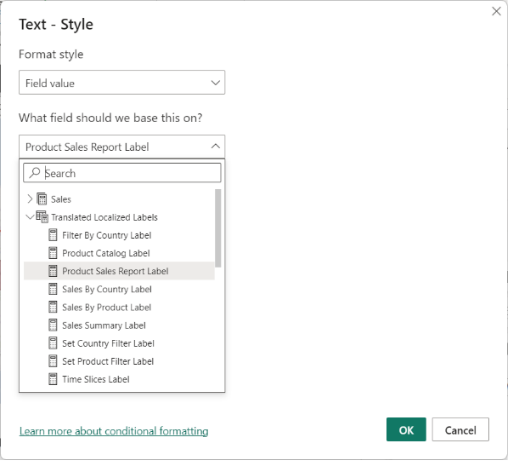 Text - Style
Format style
Field value
What field should we base this on?
Product Sales Report Label
Search
Sales
Translated Localized Labels
Filter By Country Label
Product Catalog Label
Product Sales Report Label
Sales By Country Label
Sales By Product Label
Sales Summary Label
Set Country Filter Label
Set Product Filter Label
Time Slices Label
Learn more about conditional formatting
OK
Cancel